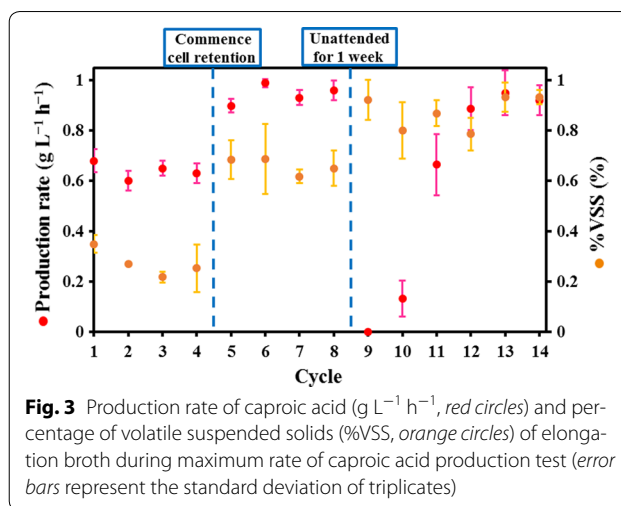 Commence
cell retention
Unattended
for 1 week
Production rate (g L⁻¹ h⁻¹)
1
0.8
0.6
0.4
0.2
0
1
0.8
0.6
0.4
0.2
0
%VSS (%)
1 2 3 4 5 6 7 8 9 10 11 12 13 14
Cycle
Fig. 3 Production rate of caproic acid (g L⁻¹ h⁻¹, red circles) and per-
centage of volatile suspended solids (%VSS, orange circles) of elonga-
tion broth during maximum rate of caproic acid production test (error
bars represent the standard deviation of triplicates)